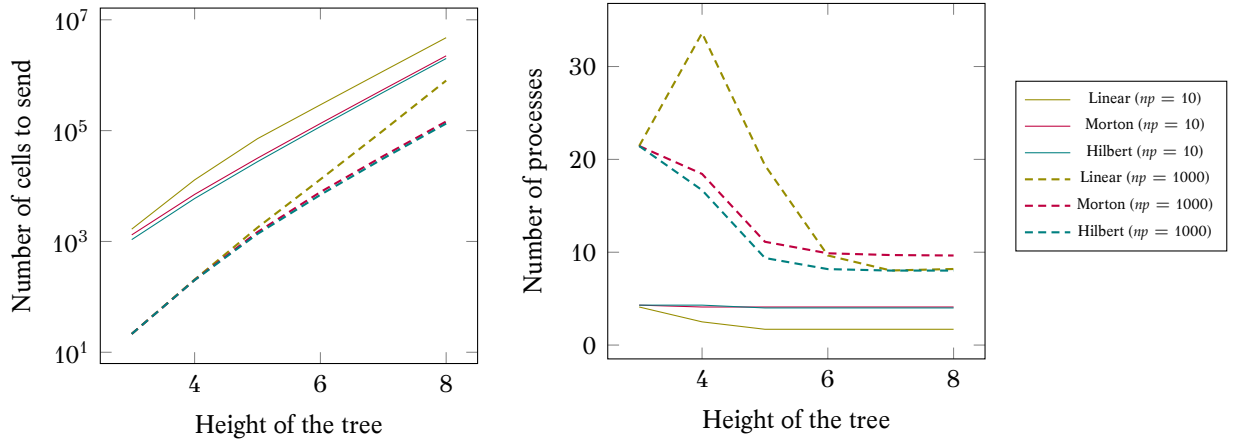 10^7
10^5
10^3
10^1
Number of cells to send
4
6
8
Height of the tree
30
20
10
0
Number of processes
4
6
8
Height of the tree
Linear (np = 10)
Morton (np = 10)
Hilbert (np = 10)
Linear (np = 1000)
Morton (np = 1000)
Hilbert (np = 1000)